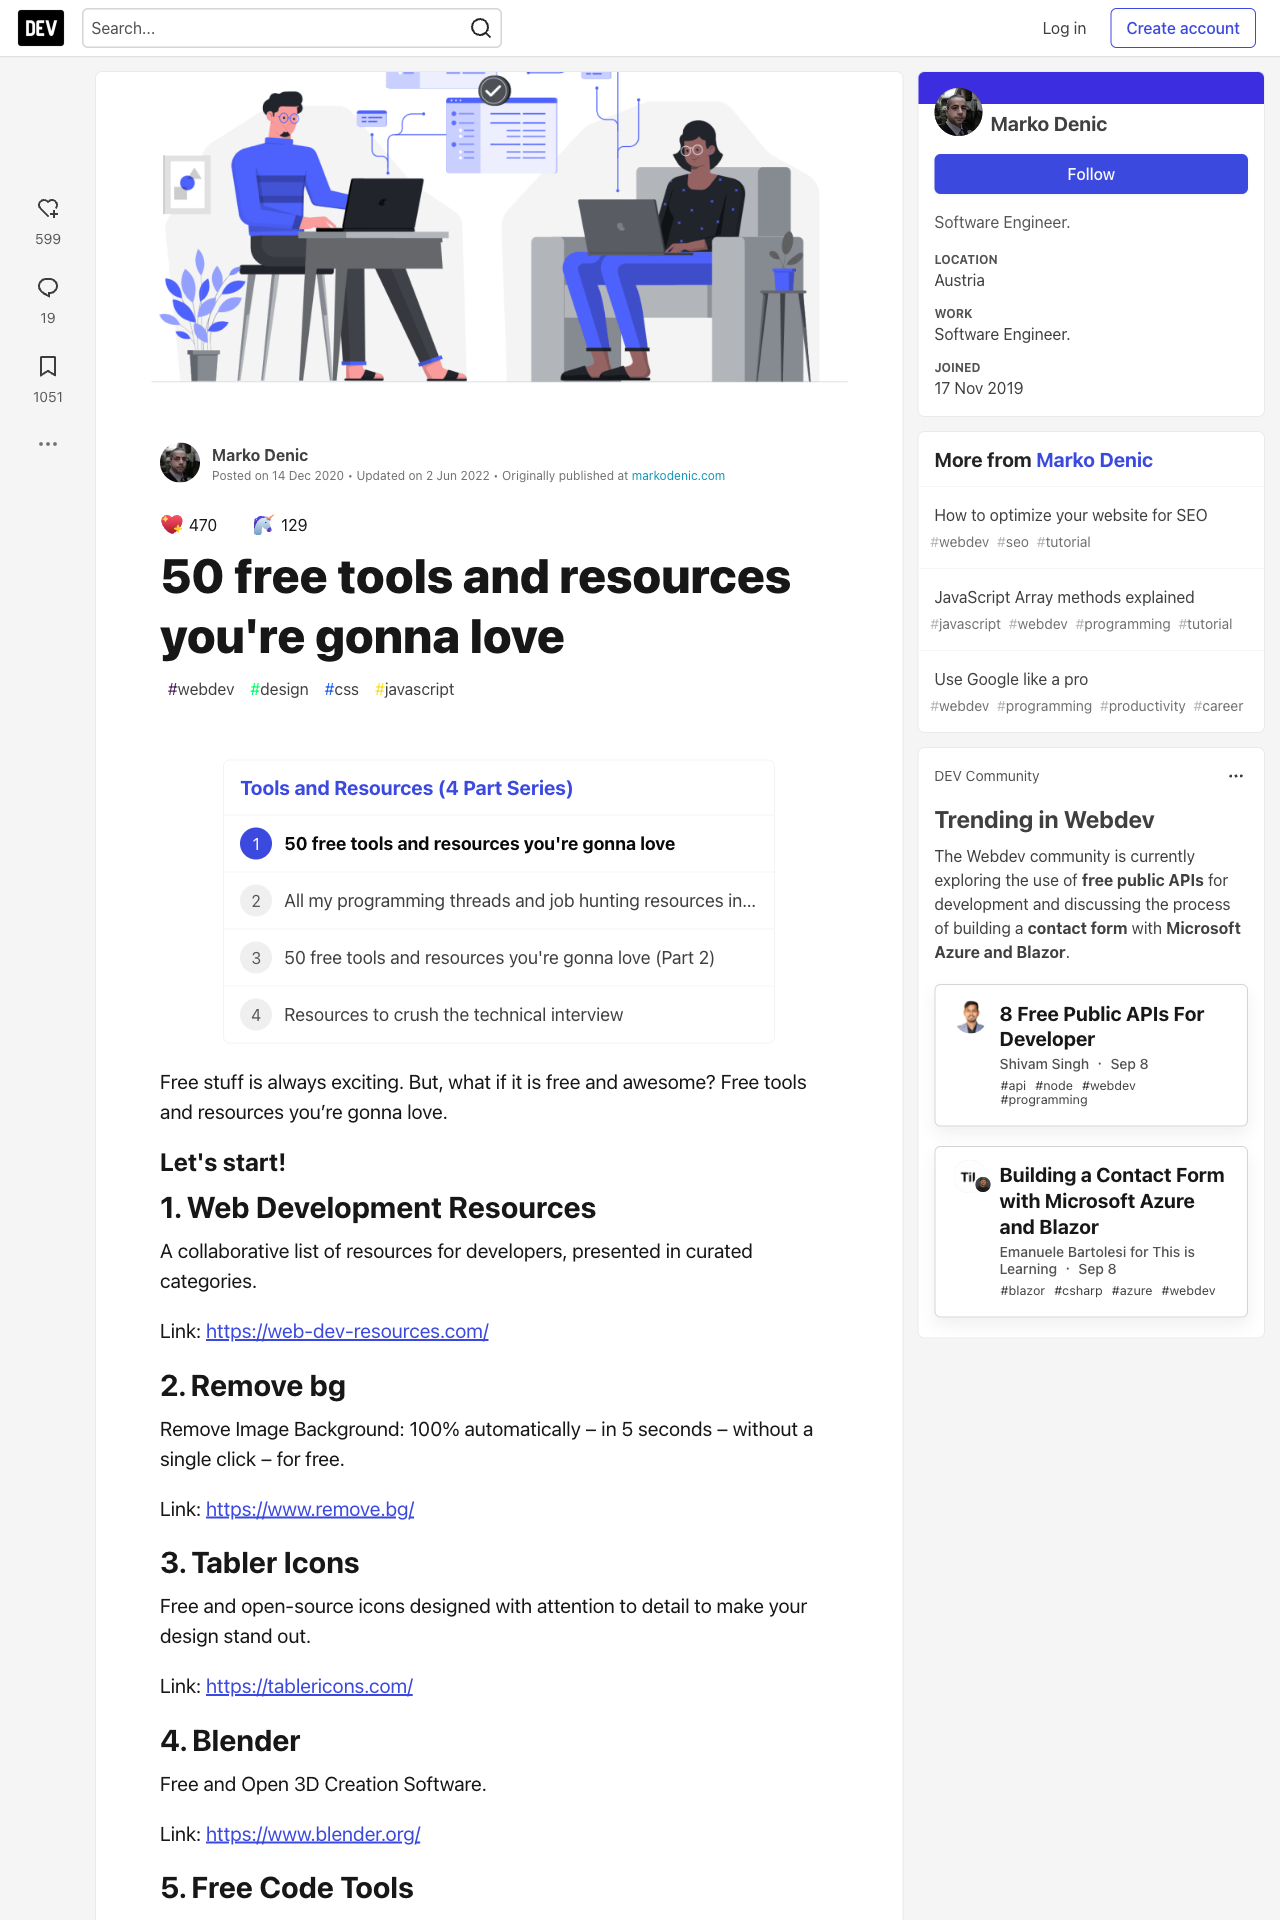 DEV
Search...
Log in
Create account
599
19
1051
Marko Denic
Posted on 14 Dec 2020 • Updated on 2 Jun 2022 • Originally published at markodenic.com
470
129
50 free tools and resources
you're gonna love
#webdev #design #css #javascript
Tools and Resources (4 Part Series)
1 50 free tools and resources you're gonna love
2 All my programming threads and job hunting resources in...
3 50 free tools and resources you're gonna love (Part 2)
4 Resources to crush the technical interview
Free stuff is always exciting. But, what if it is free and awesome? Free tools
and resources you’re gonna love.
Let's start!
1. Web Development Resources
A collaborative list of resources for developers, presented in curated
categories.
Link: https://web-dev-resources.com/
2. Remove bg
Remove Image Background: 100% automatically – in 5 seconds – without a
single click – for free.
Link: https://www.remove.bg/
3. Tabler Icons
Free and open-source icons designed with attention to detail to make your
design stand out.
Link: https://tablericons.com/
4. Blender
Free and Open 3D Creation Software.
Link: https://www.blender.org/
5. Free Code Tools
Marko Denic
Follow
Software Engineer.
LOCATION
Austria
WORK
Software Engineer.
JOINED
17 Nov 2019
More from Marko Denic
How to optimize your website for SEO
#webdev #seo #tutorial
JavaScript Array methods explained
#javascript #webdev #programming #tutorial
Use Google like a pro
#webdev #programming #productivity #career
DEV Community
Trending in Webdev
The Webdev community is currently
exploring the use of free public APIs for
development and discussing the process
of building a contact form with Microsoft
Azure and Blazor.
8 Free Public APIs For
Developer
Shivam Singh · Sep 8
#api #node #webdev
#programming
TiL
Building a Contact Form
with Microsoft Azure
and Blazor
Emanuele Bartolesi for This is
Learning · Sep 8
#blazor #csharp #azure #webdev